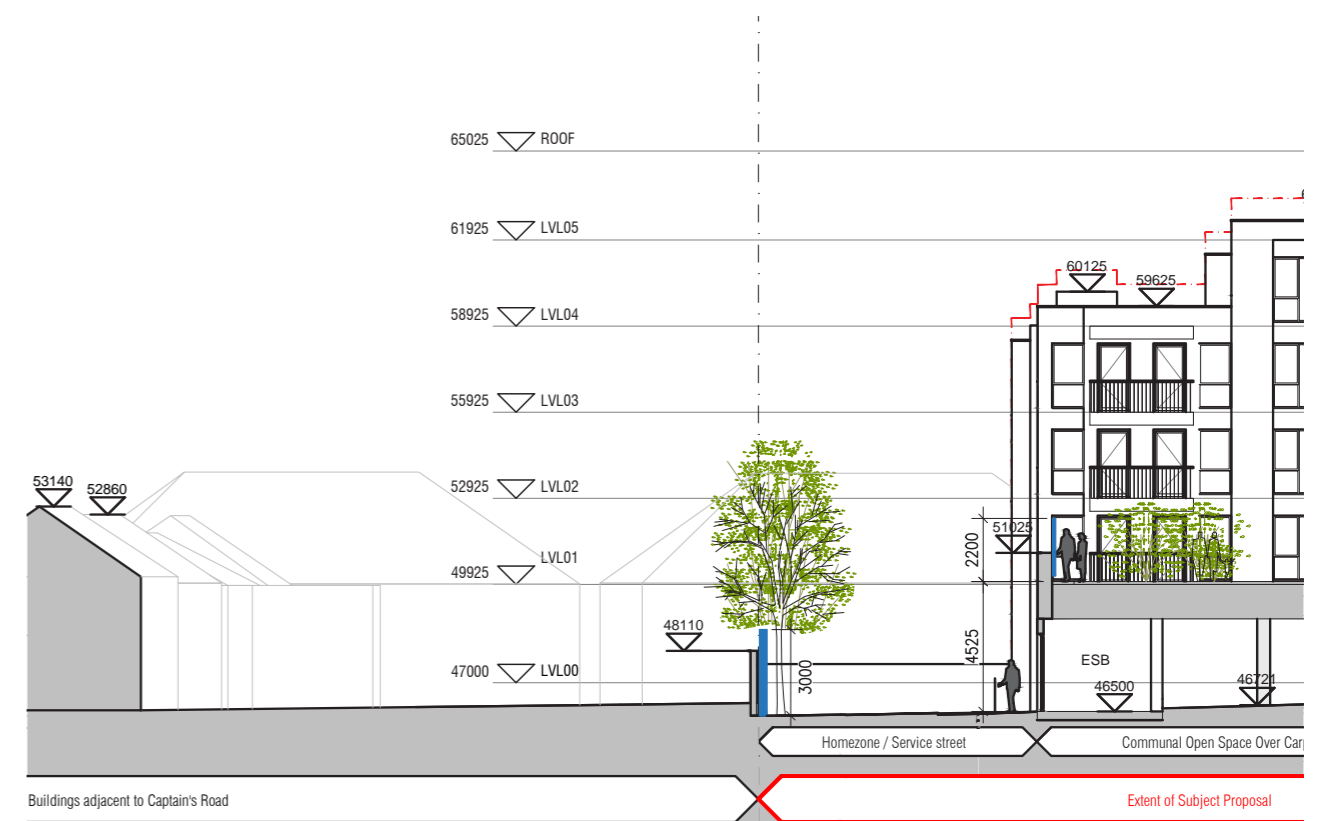 65025 ROOF
61925 LVL05
60125
59625
58925 LVL04
55925 LVL03
53140
52860
52925 LVL02
51025
2200
LVL01
49925
48110
4525
3000
47000 LVL00
ESB
46500
46721
Homezone / Service street
Communal Open Space Over Car
Buildings adjacent to Captain's Road
Extent of Subject Proposal